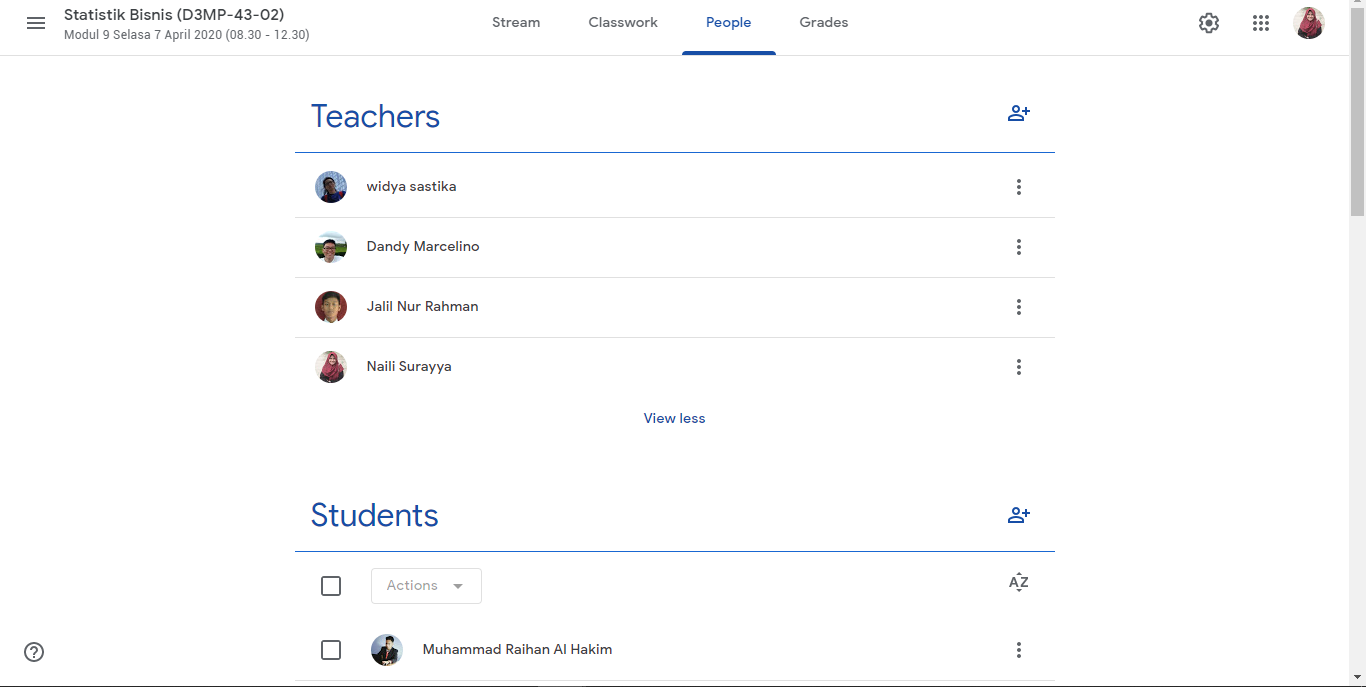 Statistik Bisnis (D3MP-43-02)
Modul 9 Selasa 7 April 2020 (08.30 - 12.30)
Stream
Classwork
People
Grades
Teachers
widya sastika
Dandy Marcelino
Jalil Nur Rahman
Naili Surayya
View less
Students
Actions
AZ
Muhammad Raihan Al Hakim